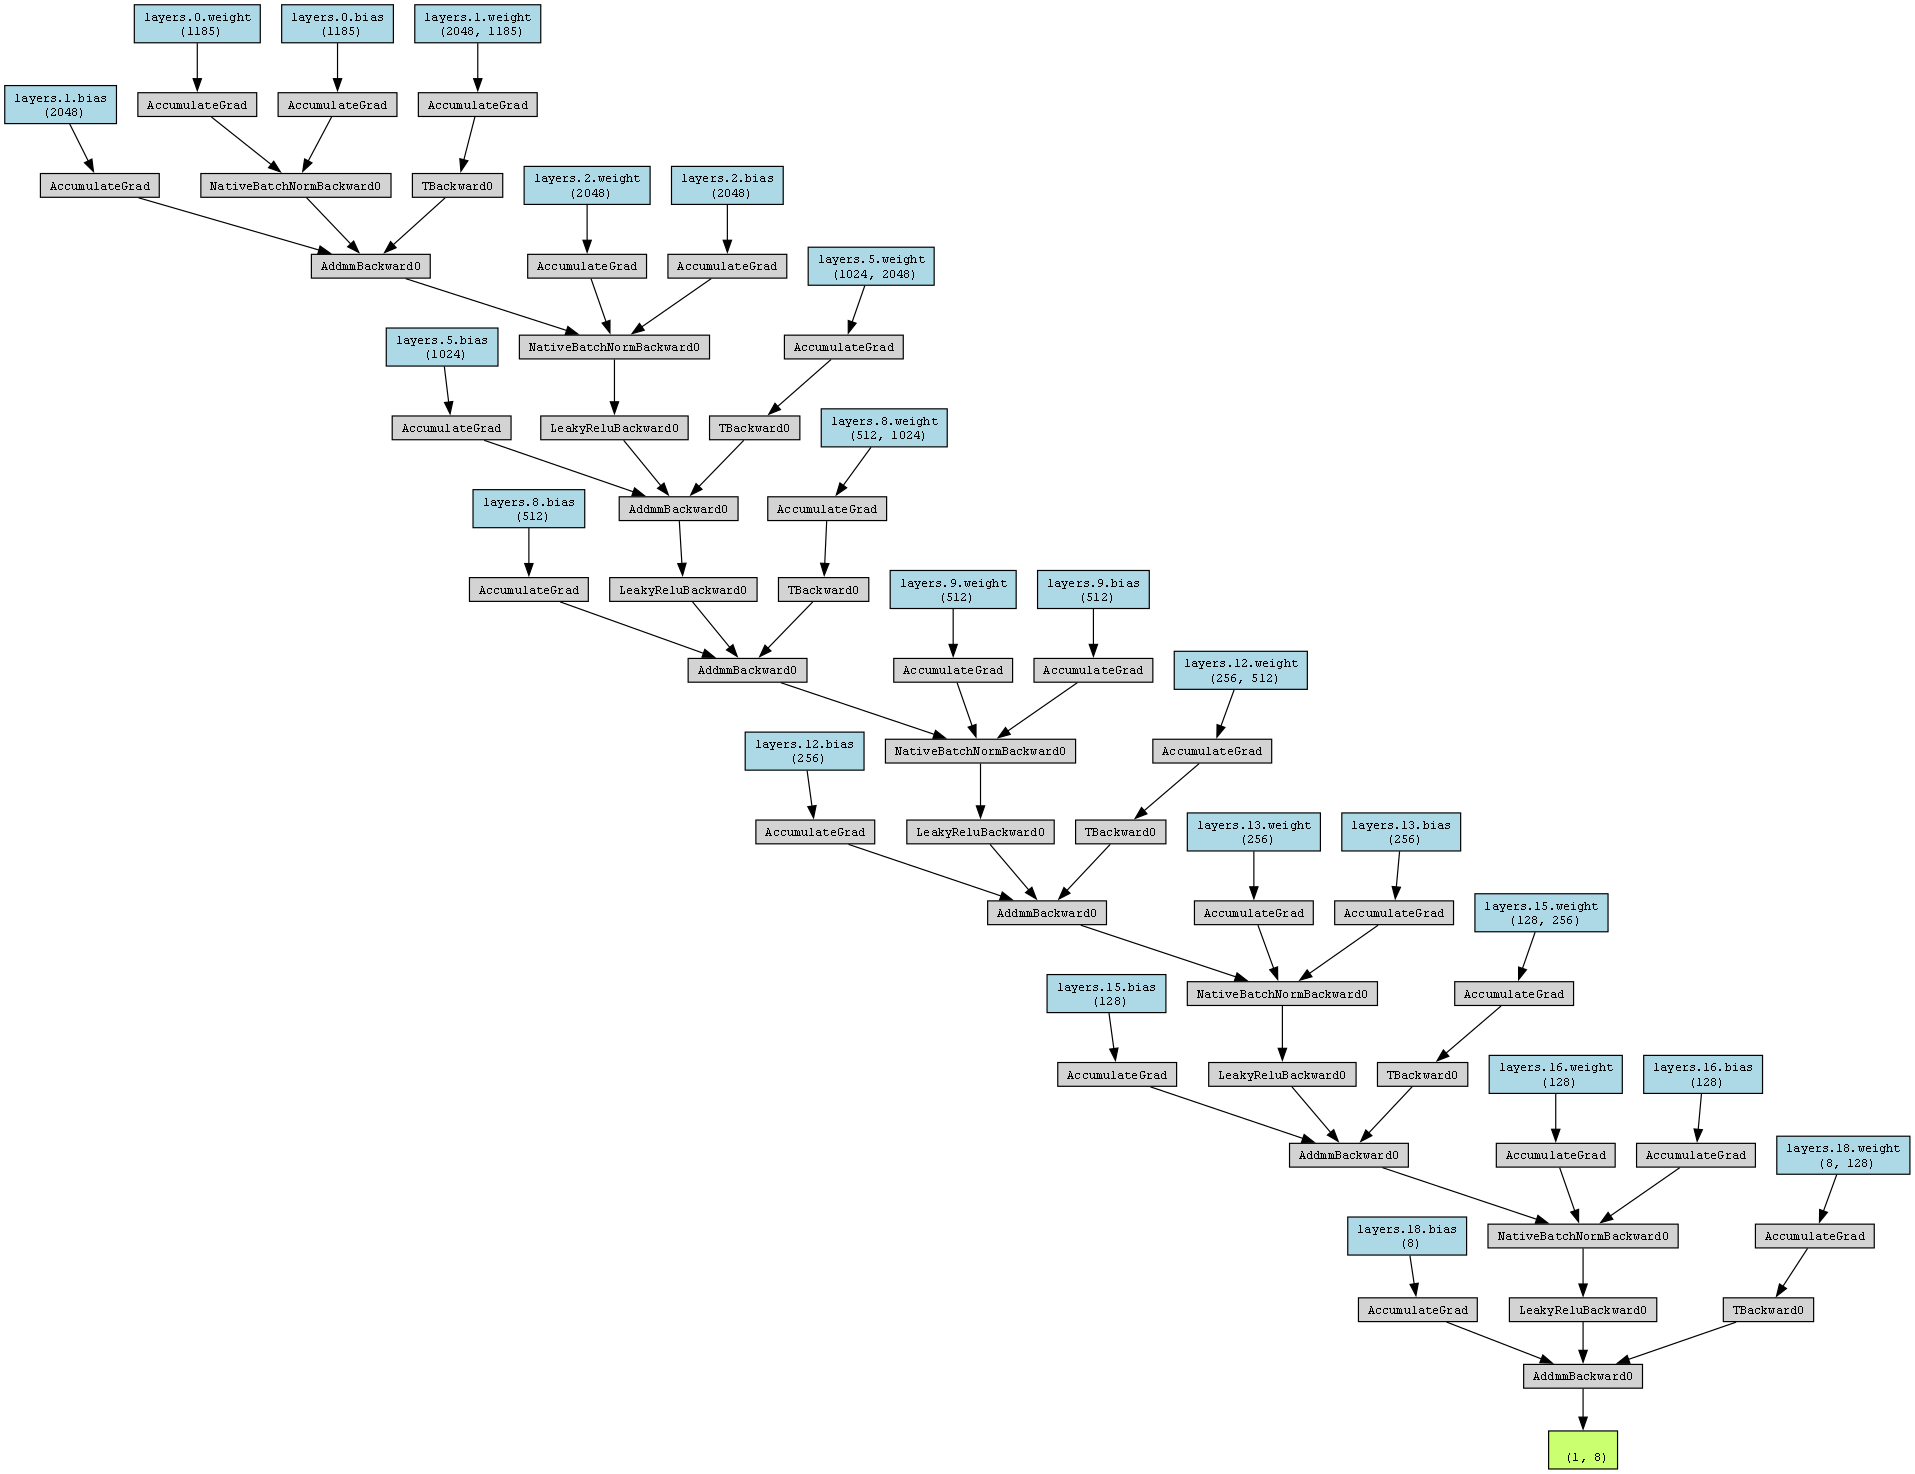 layers.0.weight
(1185)
layers.0.bias
(1185)
layers.1.weight
(2048, 1185)
layers.1.bias
(2048)
AccumulateGrad
AccumulateGrad
AccumulateGrad
AccumulateGrad
NativeBatchNormBackward0
TBackward0
layers.2.weight
(2048)
layers.2.bias
(2048)
AddmmBackward0
AccumulateGrad
AccumulateGrad
layers.5.weight
(1024, 2048)
layers.5.bias
(1024)
NativeBatchNormBackward0
AccumulateGrad
AccumulateGrad
LeakyReluBackward0
TBackward0
layers.8.weight
(512, 1024)
layers.8.bias
(512)
AddmmBackward0
AccumulateGrad
AccumulateGrad
LeakyReluBackward0
TBackward0
layers.9.weight
(512)
layers.9.bias
(512)
AddmmBackward0
AccumulateGrad
AccumulateGrad
layers.12.weight
(256, 512)
layers.12.bias
(256)
NativeBatchNormBackward0
AccumulateGrad
AccumulateGrad
LeakyReluBackward0
TBackward0
layers.13.weight
(256)
layers.13.bias
(256)
AddmmBackward0
AccumulateGrad
AccumulateGrad
layers.15.weight
(128, 256)
layers.15.bias
(128)
NativeBatchNormBackward0
AccumulateGrad
AccumulateGrad
LeakyReluBackward0
TBackward0
layers.16.weight
(128)
layers.16.bias
(128)
AddmmBackward0
AccumulateGrad
AccumulateGrad
layers.18.weight
(8, 128)
layers.18.bias
(8)
NativeBatchNormBackward0
AccumulateGrad
AccumulateGrad
LeakyReluBackward0
TBackward0
AddmmBackward0
(1, 8)